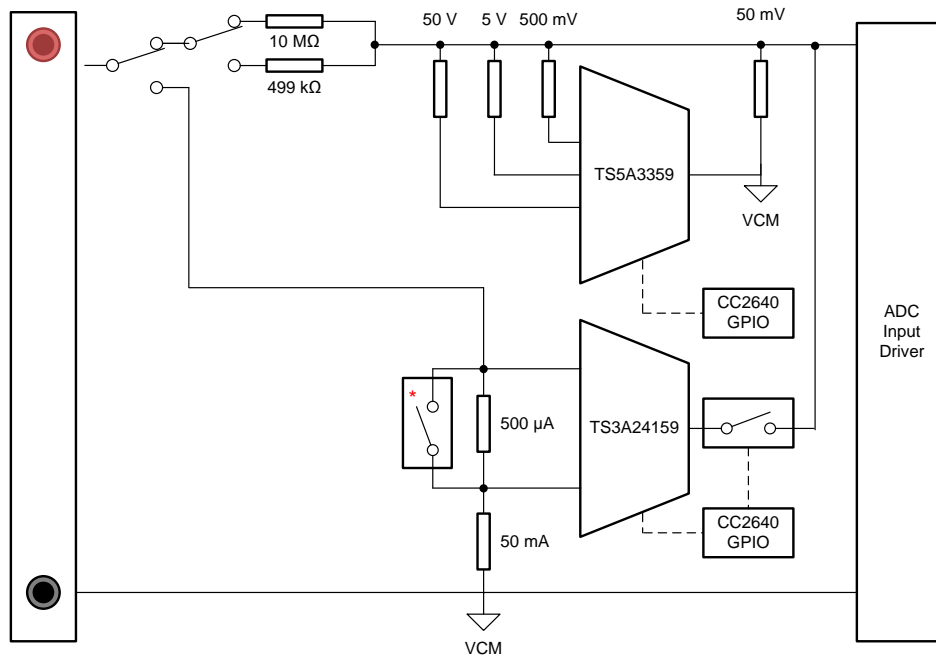 50 V
5 V
500 mV
50 mV
10 MΩ
499 kΩ
TS5A3359
VCM
CC2640
GPIO
ADC
Input
Driver
*
500 µA
TS3A24159
50 mA
CC2640
GPIO
VCM